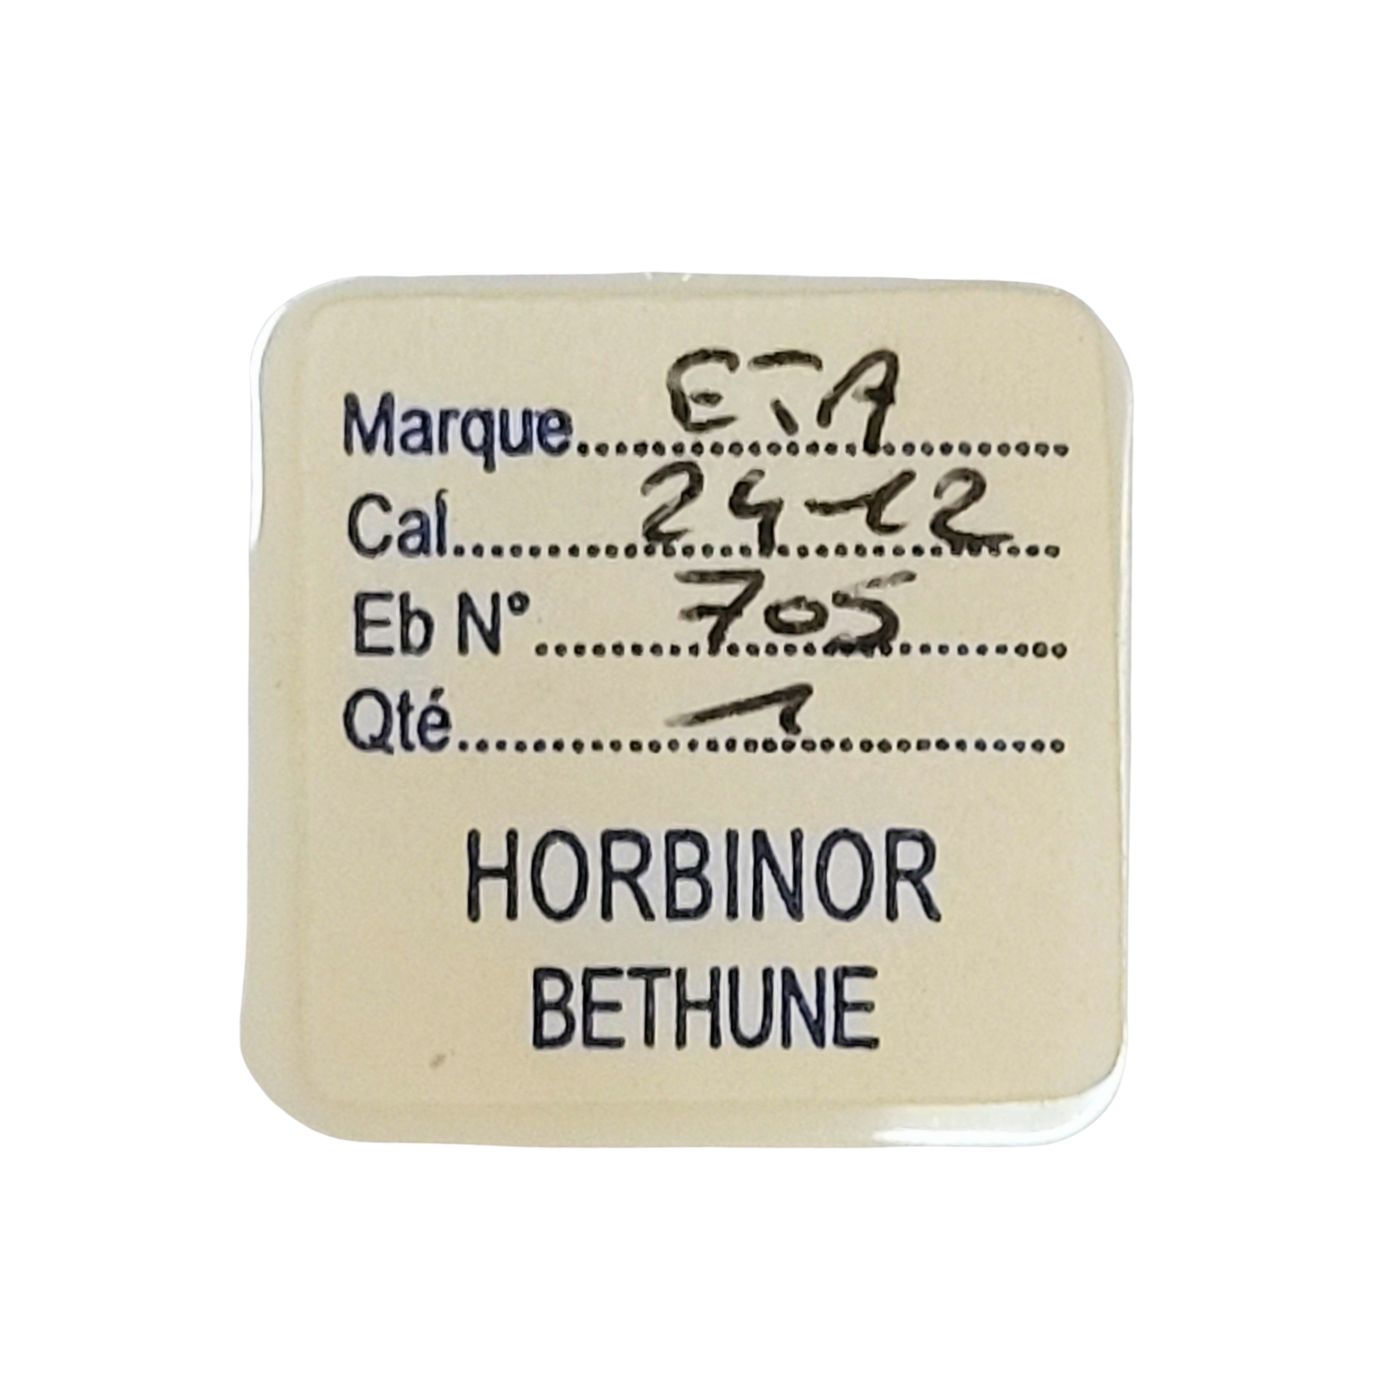 Marque ETA
Cal 24-12
Eb N° 705
Qté 1
HORBINOR
BETHUNE